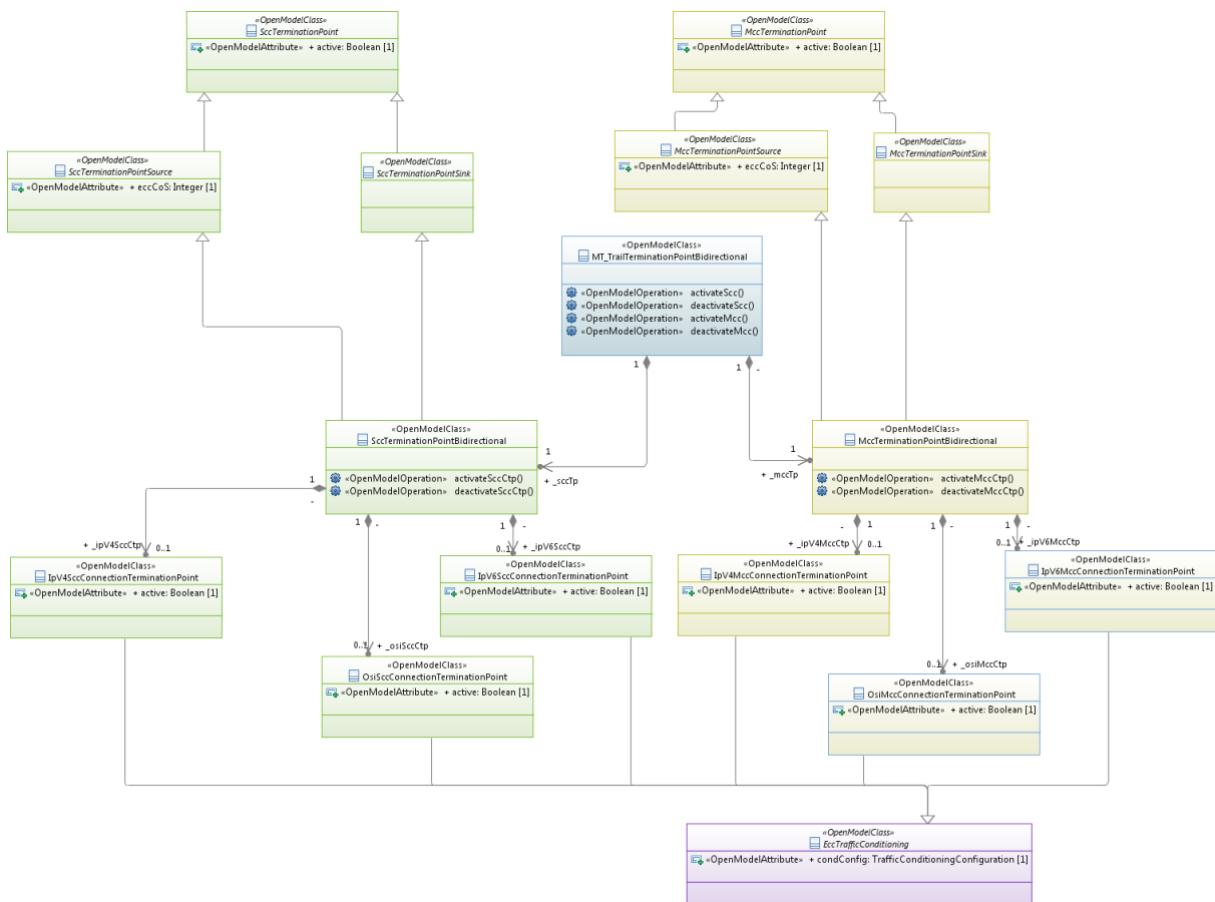 «OpenModelClass»
SccTerminationPoint
«OpenModelAttribute» + active: Boolean [1]
«OpenModelClass»
MccTerminationPoint
«OpenModelAttribute» + active: Boolean [1]
«OpenModelClass»
SccTerminationPointSource
«OpenModelAttribute» + eccCoS: Integer [1]
«OpenModelClass»
SccTerminationPointSink
«OpenModelClass»
MccTerminationPointSource
«OpenModelAttribute» + eccCoS: Integer [1]
«OpenModelClass»
MccTerminationPointSink
«OpenModelClass»
MT_TrailTerminationPointBidirectional
«OpenModelOperation» activateScc()
«OpenModelOperation» deactivateScc()
«OpenModelOperation» activateMcc()
«OpenModelOperation» deactivateMcc()
1
1 -
«OpenModelClass»
SccTerminationPointBidirectional
«OpenModelOperation» activateSccCtp()
«OpenModelOperation» deactivateSccCtp()
1
+ _sccTp
1
+ _mccTp
«OpenModelClass»
MccTerminationPointBidirectional
«OpenModelOperation» activateMccCtp()
«OpenModelOperation» deactivateMccCtp()
1
-
1 -
1 -
- 1
1 -
1 -
+ _ipV4SccCtp
0..1
+ _ipV6SccCtp
0..1
+ _ipV4MccCtp
0..1
+ _ipV6MccCtp
0..1
«OpenModelClass»
IpV4SccConnectionTerminationPoint
«OpenModelAttribute» + active: Boolean [1]
«OpenModelClass»
IpV6SccConnectionTerminationPoint
«OpenModelAttribute» + active: Boolean [1]
«OpenModelClass»
IpV4MccConnectionTerminationPoint
«OpenModelAttribute» + active: Boolean [1]
«OpenModelClass»
IpV6MccConnectionTerminationPoint
«OpenModelAttribute» + active: Boolean [1]
0..1 + _osiSccCtp
0..1 + _osiMccCtp
«OpenModelClass»
OsiSccConnectionTerminationPoint
«OpenModelAttribute» + active: Boolean [1]
«OpenModelClass»
OsiMccConnectionTerminationPoint
«OpenModelAttribute» + active: Boolean [1]
«OpenModelClass»
EccTrafficConditioning
«OpenModelAttribute» + condConfig: TrafficConditioningConfiguration [1]